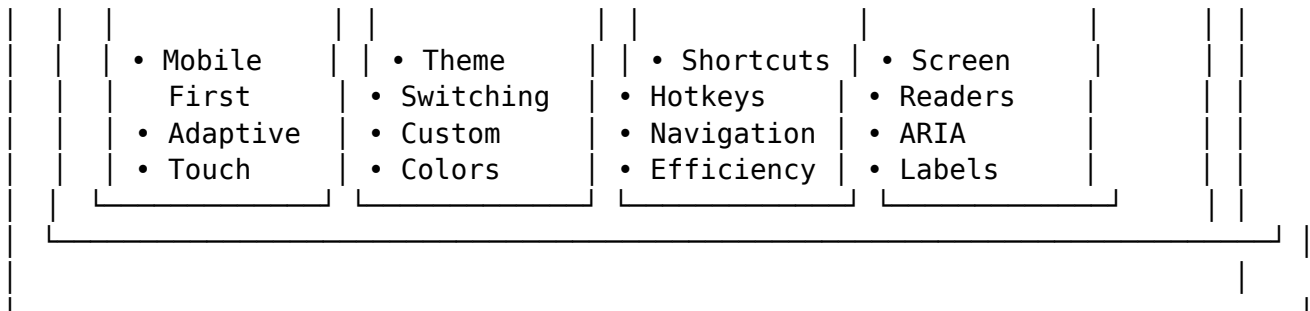 • Mobile • Theme • Shortcuts • Screen
First • Switching • Hotkeys • Readers
• Adaptive • Custom • Navigation • ARIA
• Touch • Colors • Efficiency • Labels